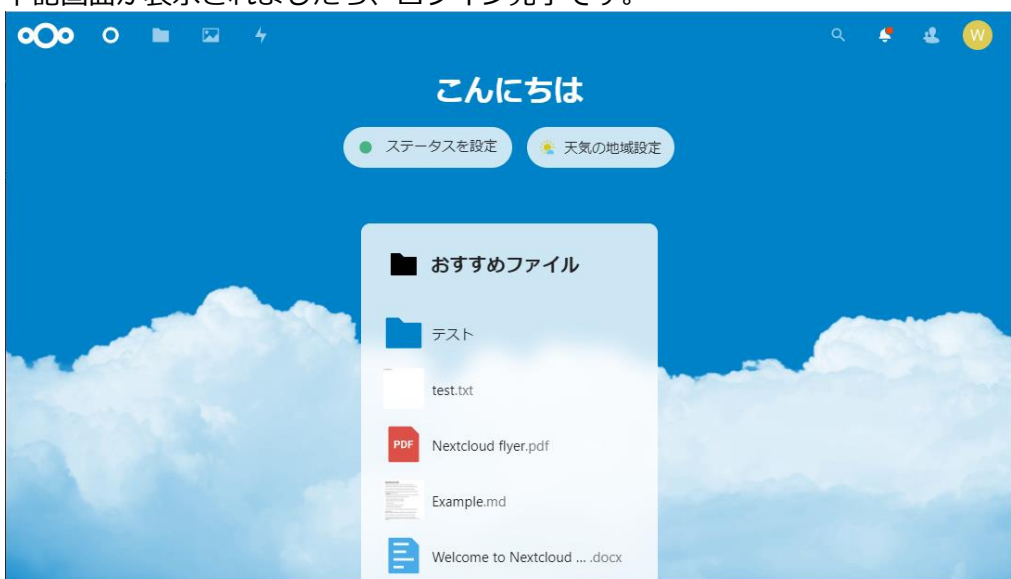 下記画面が表示されましたら、ログイン完了です。
W
こんにちは
ステータスを設定
天気の地域設定
おすすめファイル
テスト
test.txt
PDF
Nextcloud flyer.pdf
Example.md
Welcome to Nextcloud ... .docx